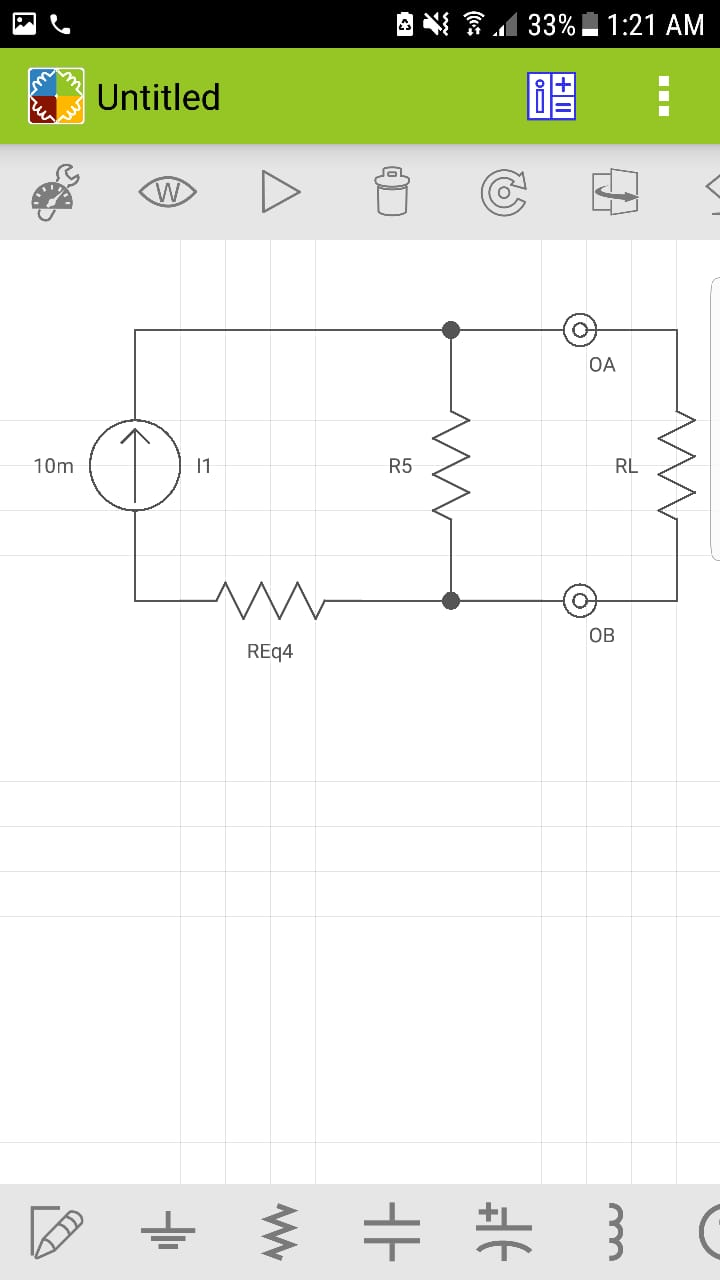 33% 1:21 AM
Untitled
W
OA
10m I1 R5 RL
OB
REq4